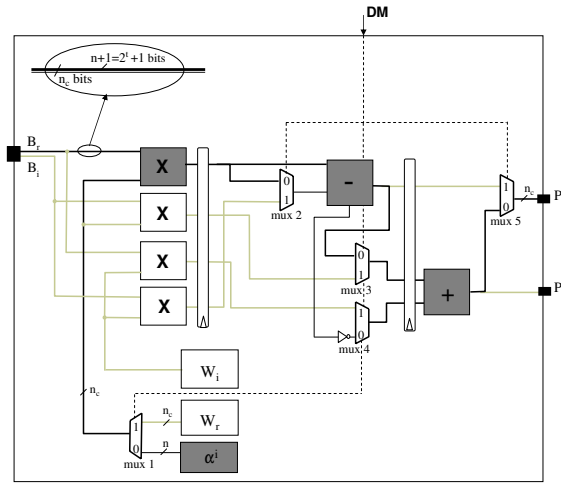 DM
n+1=2^t+1 bits
n_c bits
B_r
B_i
X
X
X
X
0
1
mux 2
-
1
0
mux 5
n_c
P
0
1
mux 3
1
0
mux 4
+
P
W_i
n_c
1
0
mux 1
n_c
W_r
n
α^i